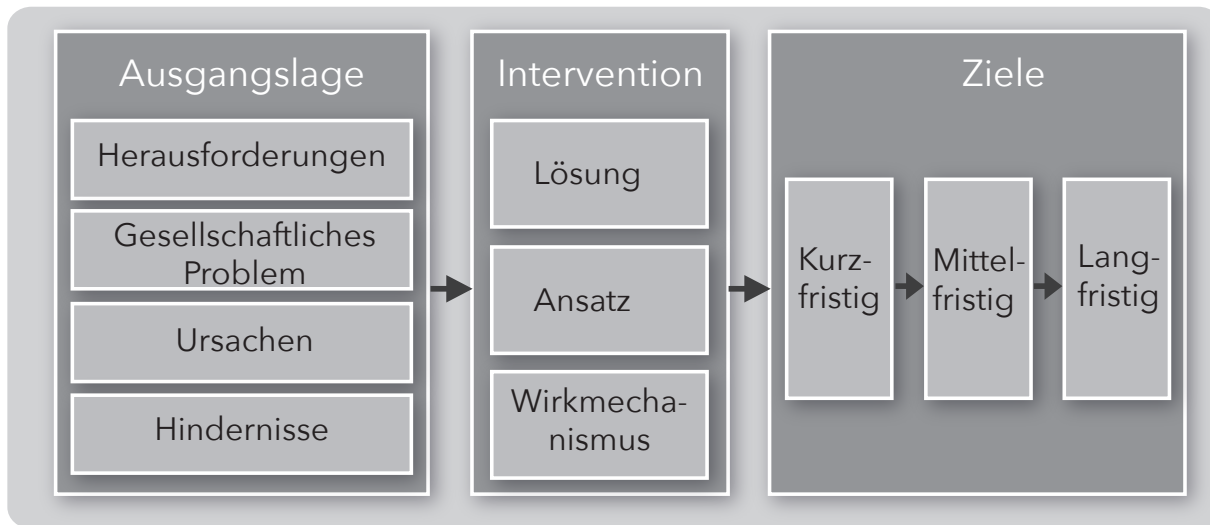 Ausgangslage
Herausforderungen
Gesellschaftliches
Problem
Ursachen
Hindernisse
Intervention
Lösung
Ansatz
Wirkmecha-
nismus
Ziele
Kurz-
fristig
Mittel-
fristig
Lang-
fristig